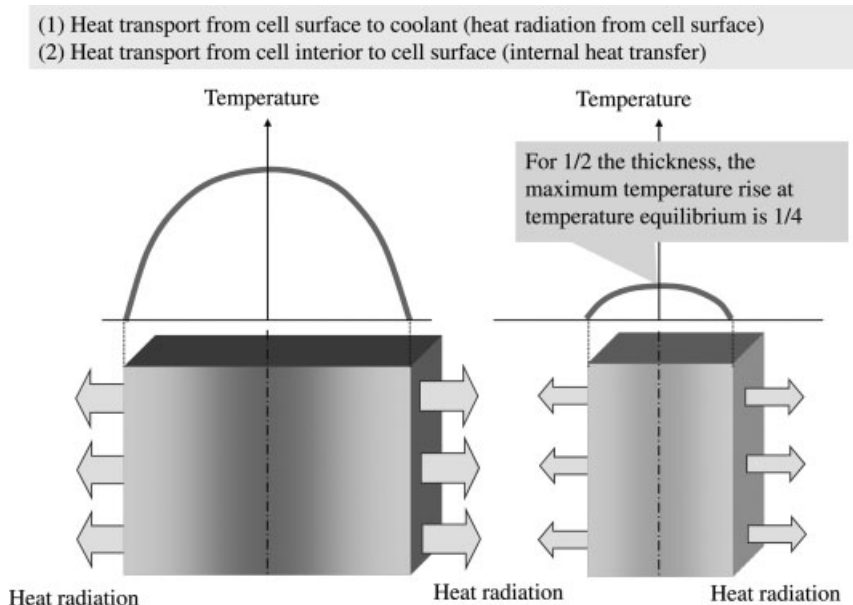 (1) Heat transport from cell surface to coolant (heat radiation from cell surface)
(2) Heat transport from cell interior to cell surface (internal heat transfer)
Temperature
Temperature
For 1/2 the thickness, the
maximum temperature rise at
temperature equilibrium is 1/4
Heat radiation
Heat radiation
Heat radiation